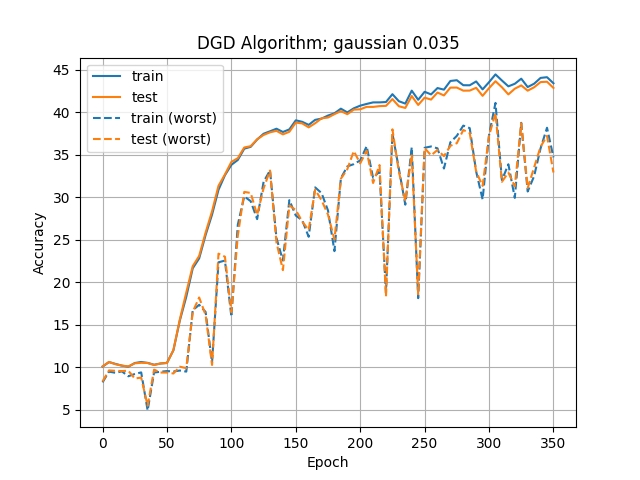 DGD Algorithm; gaussian 0.035
train
test
train (worst)
test (worst)
Accuracy
45
40
35
30
25
20
15
10
5
0 50 100 150 200 250 300 350
Epoch